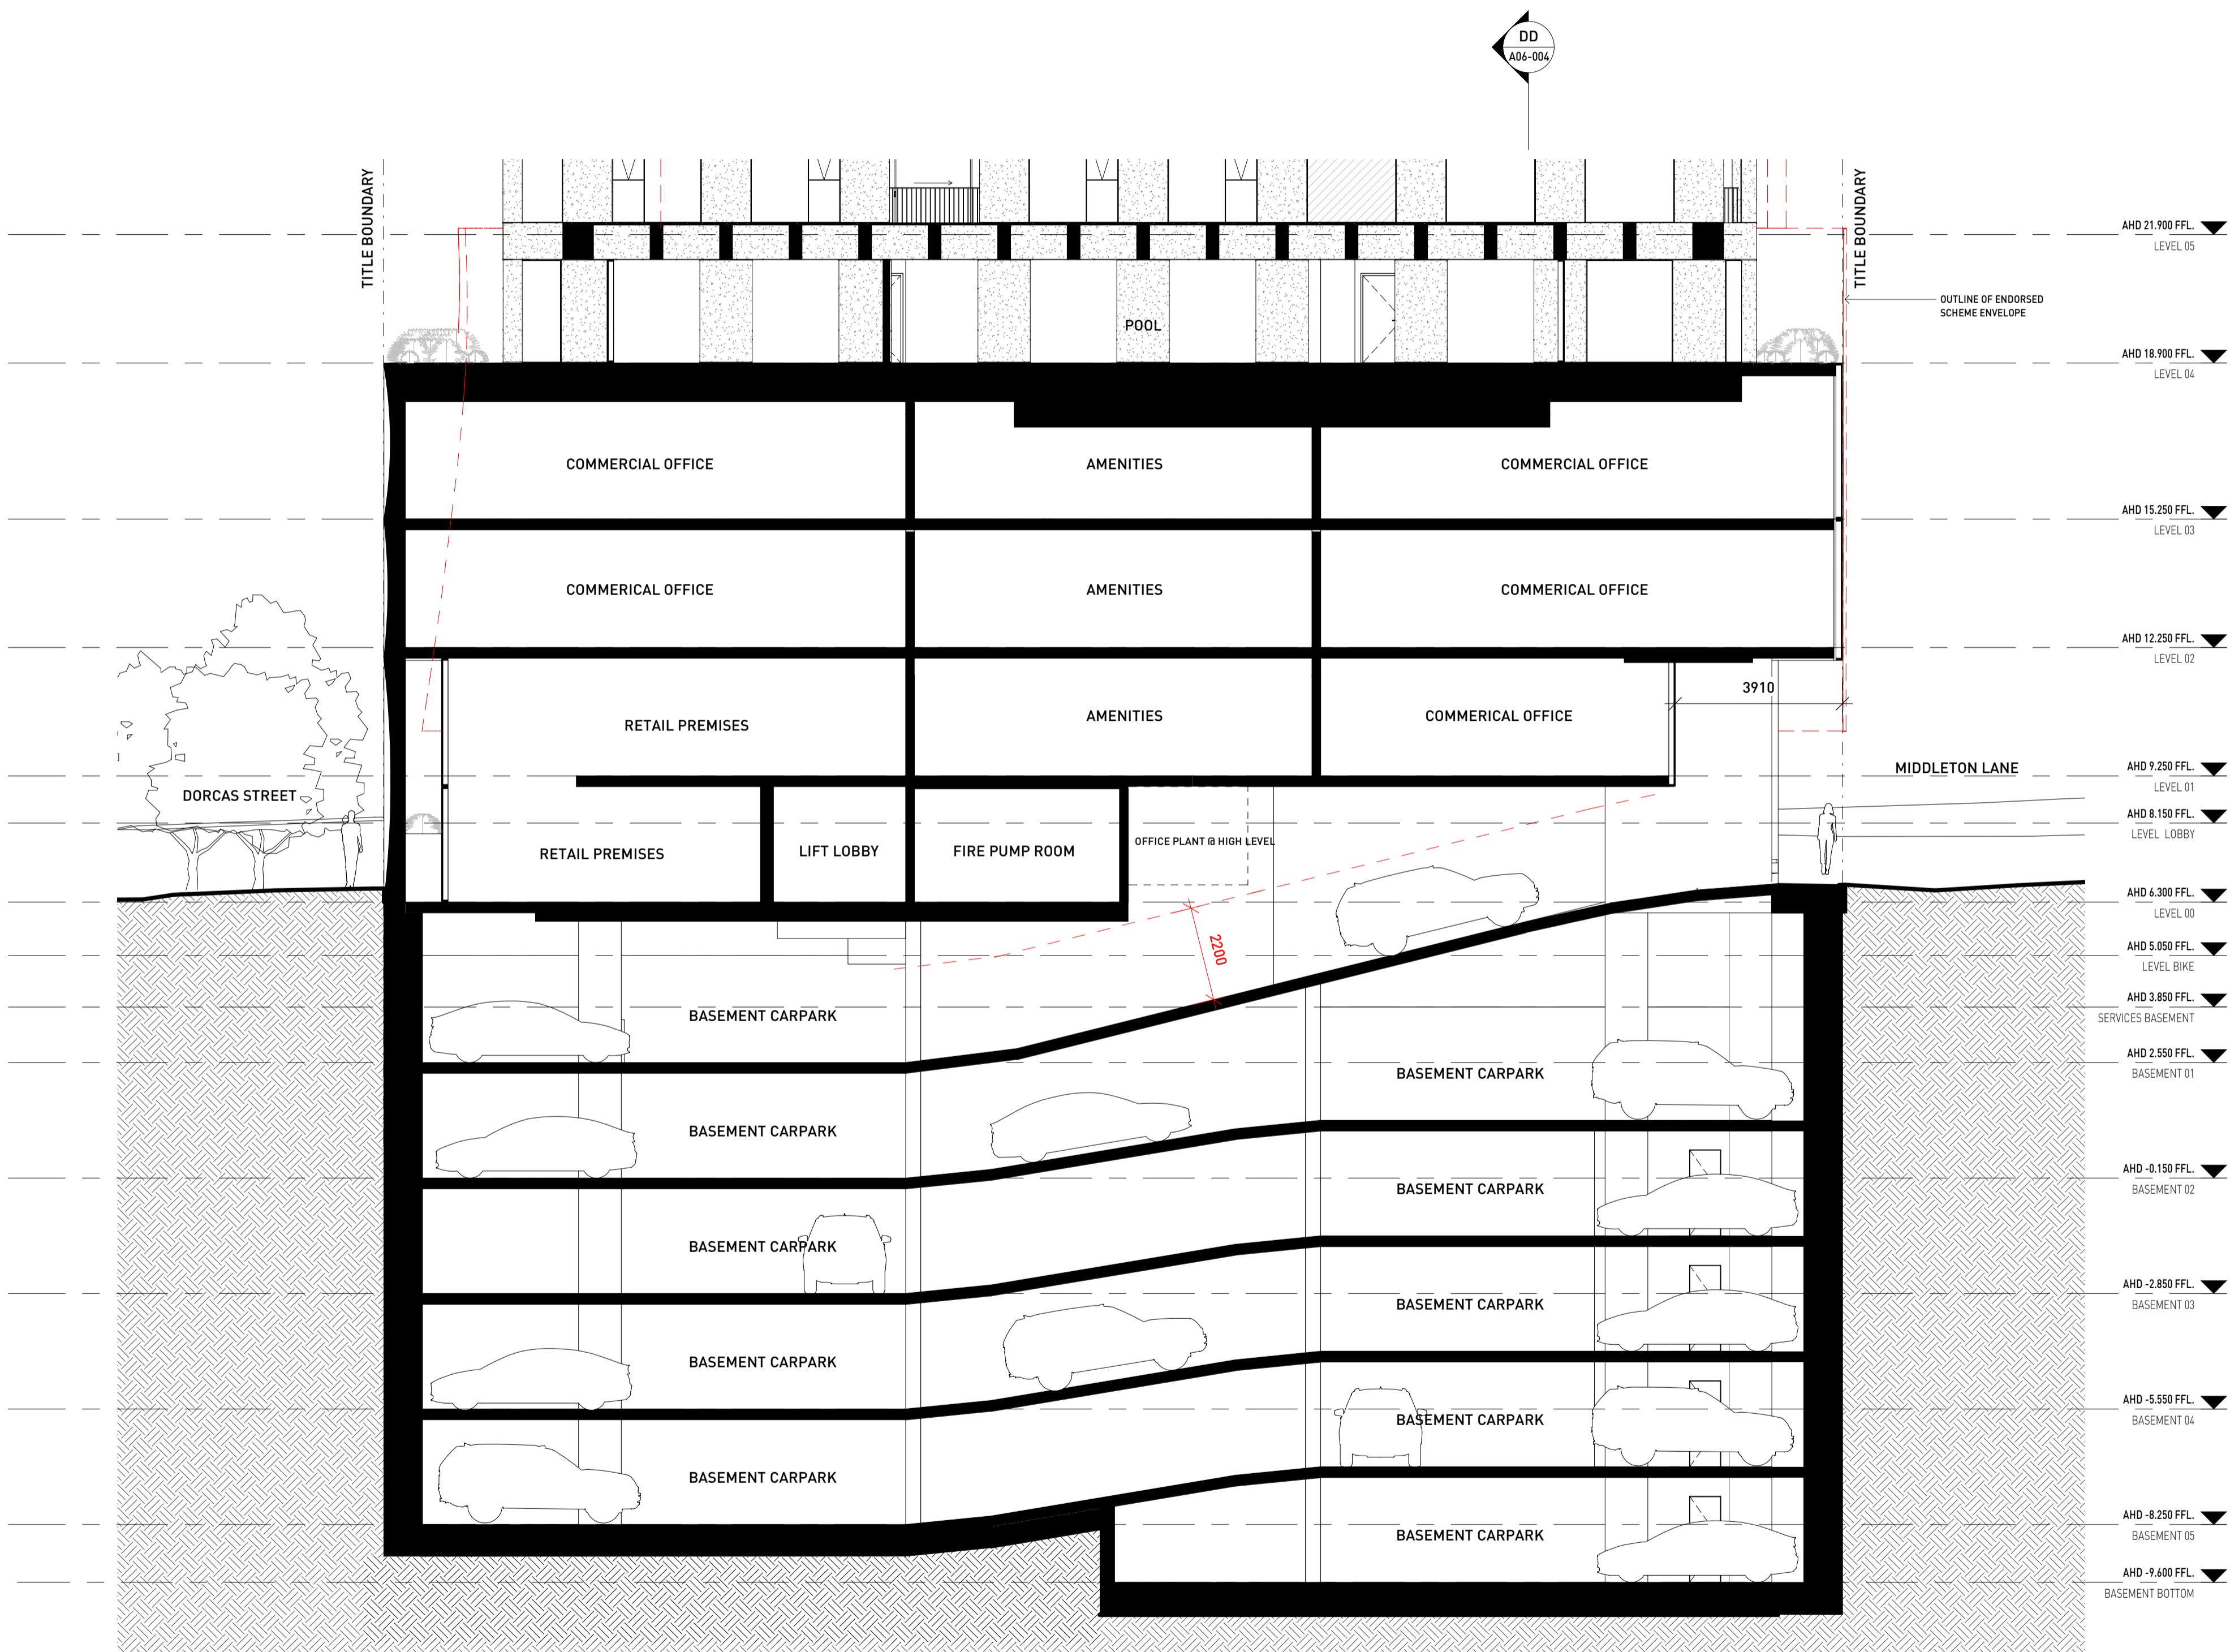 DD
A06-004
TITLE BOUNDARY
TITLE BOUNDARY
AHD 21.900 FFL.
LEVEL 05
OUTLINE OF ENDORSED
SCHEME ENVELOPE
POOL
AHD 18.900 FFL.
LEVEL 04
COMMERCIAL OFFICE
AMENITIES
COMMERCIAL OFFICE
AHD 15.250 FFL.
LEVEL 03
COMMERICAL OFFICE
AMENITIES
COMMERICAL OFFICE
AHD 12.250 FFL.
LEVEL 02
3910
RETAIL PREMISES
AMENITIES
COMMERICAL OFFICE
MIDDLETON LANE
AHD 9.250 FFL.
LEVEL 01
DORCAS STREET
AHD 8.150 FFL.
LEVEL LOBBY
RETAIL PREMISES
LIFT LOBBY
FIRE PUMP ROOM
OFFICE PLANT @ HIGH LEVEL
AHD 6.300 FFL.
LEVEL 00
2200
AHD 5.050 FFL.
LEVEL BIKE
AHD 3.850 FFL.
SERVICES BASEMENT
BASEMENT CARPARK
AHD 2.550 FFL.
BASEMENT 01
BASEMENT CARPARK
BASEMENT CARPARK
AHD -0.150 FFL.
BASEMENT 02
BASEMENT CARPARK
BASEMENT CARPARK
AHD -2.850 FFL.
BASEMENT 03
BASEMENT CARPARK
BASEMENT CARPARK
AHD -5.550 FFL.
BASEMENT 04
BASEMENT CARPARK
BASEMENT CARPARK
AHD -8.250 FFL.
BASEMENT 05
BASEMENT CARPARK
AHD -9.600 FFL.
BASEMENT BOTTOM